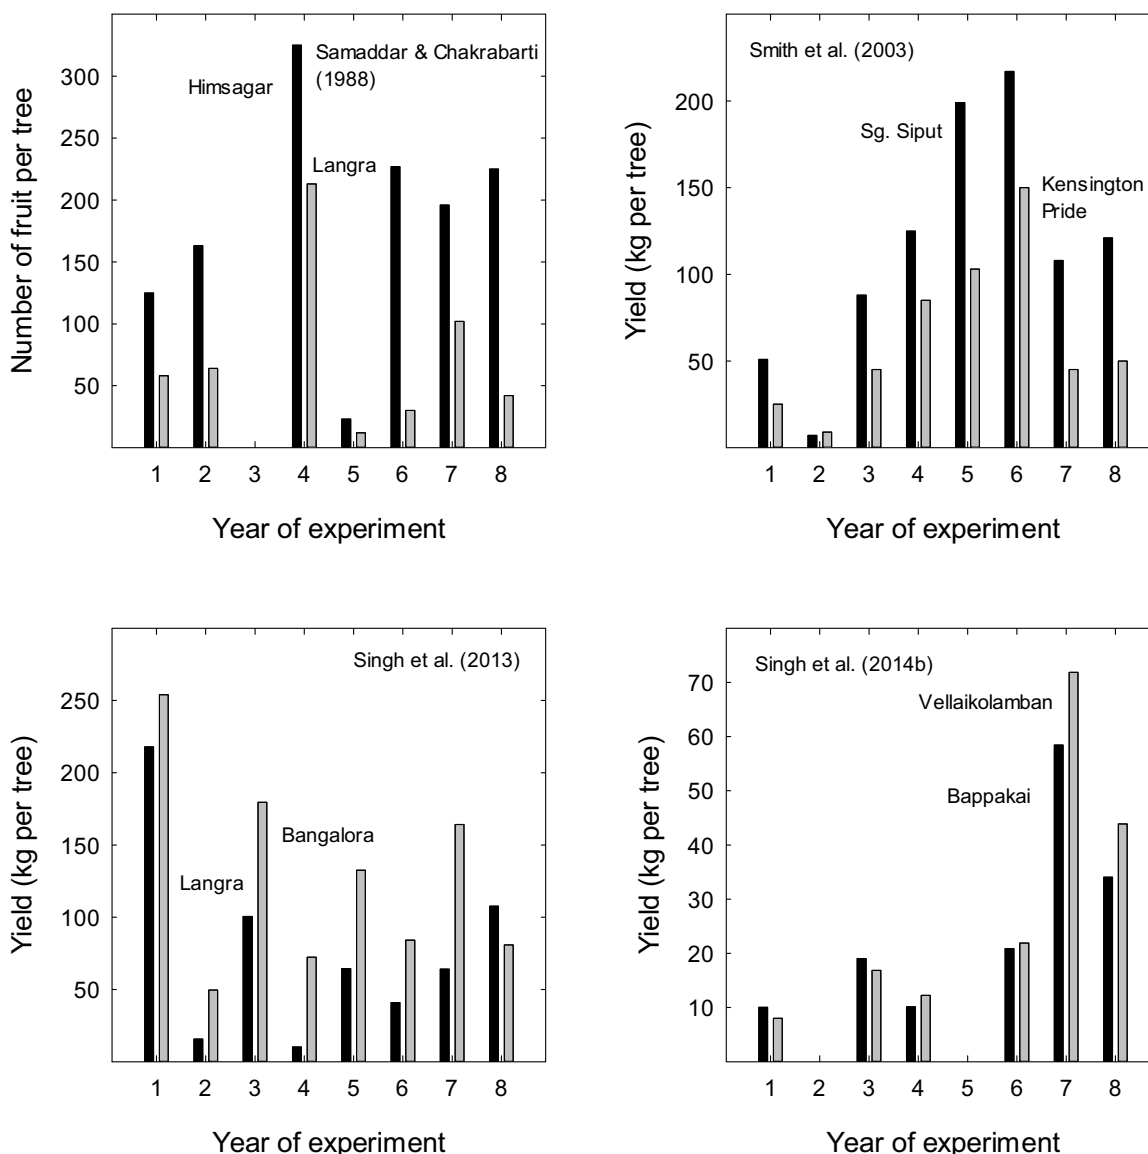 Number of fruit per tree
300
250
200
150
100
50
Himsagar
Samaddar & Chakrabarti
(1988)
Langra
1 2 3 4 5 6 7 8
Year of experiment
Yield (kg per tree)
200
150
100
50
Smith et al. (2003)
Sg. Siput
Kensington
Pride
1 2 3 4 5 6 7 8
Year of experiment
Yield (kg per tree)
250
200
150
100
50
Singh et al. (2013)
Bangalora
Langra
1 2 3 4 5 6 7 8
Year of experiment
Yield (kg per tree)
70
60
50
40
30
20
10
Singh et al. (2014b)
Vellaikolamban
Bappakai
1 2 3 4 5 6 7 8
Year of experiment